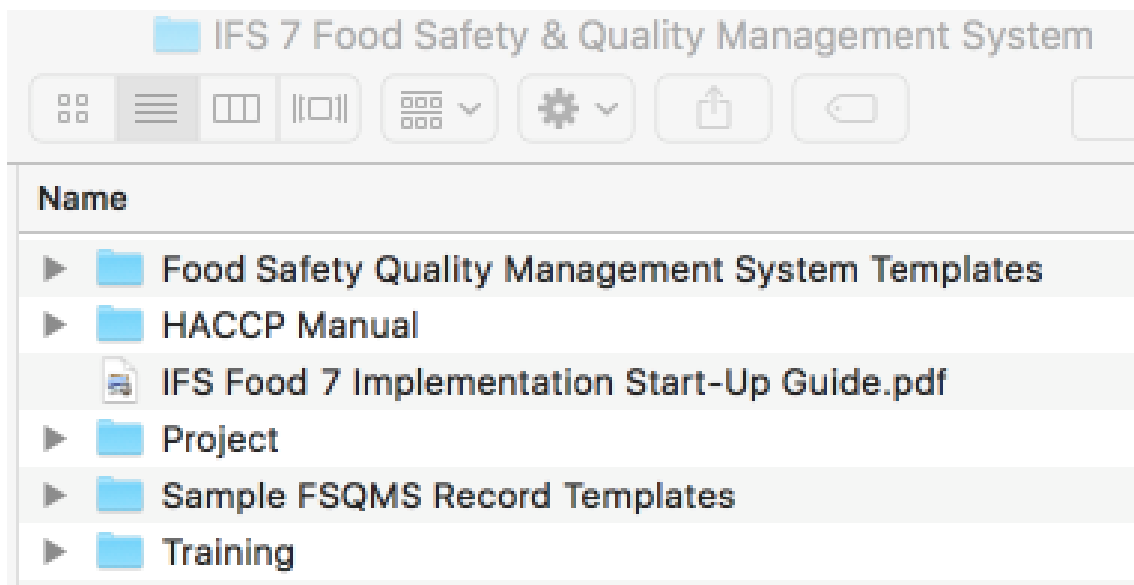 IFS 7 Food Safety & Quality Management System
Name
Food Safety Quality Management System Templates
HACCP Manual
IFS Food 7 Implementation Start-Up Guide.pdf
Project
Sample FSQMS Record Templates
Training